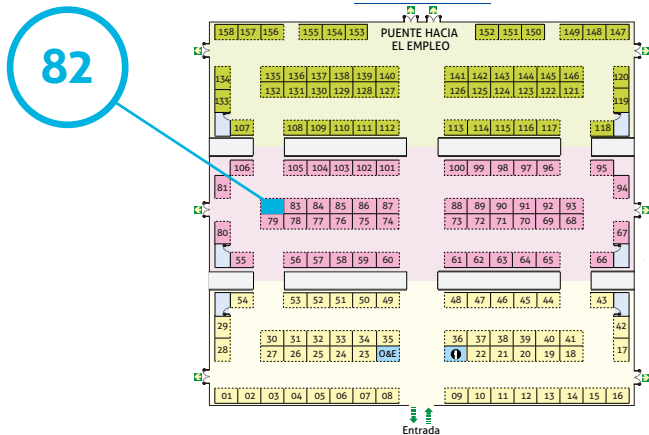 82
158 157 156 155 154 153 152 151 150 149 148 147
PUENTE HACIA
EL EMPLEO
134 135 136 137 138 139 140 141 142 143 144 145 146 120
133 132 131 130 129 128 127 126 125 124 123 122 121 119
107 108 109 110 111 112 113 114 115 116 117 118
106 105 104 103 102 101 100 99 98 97 96 95
81 94
83 84 85 86 87 88 89 90 91 92 93
79 78 77 76 75 74 73 72 71 70 69 68
80 67
55 56 57 58 59 60 61 62 63 64 65 66
54 53 52 51 50 49 48 47 46 45 44 43
29 42
30 31 32 33 34 35 36 37 38 39 40 41
28 27 26 25 24 23 O&E 22 21 20 19 18 17
01 02 03 04 05 06 07 08 09 10 11 12 13 14 15 16
Entrada